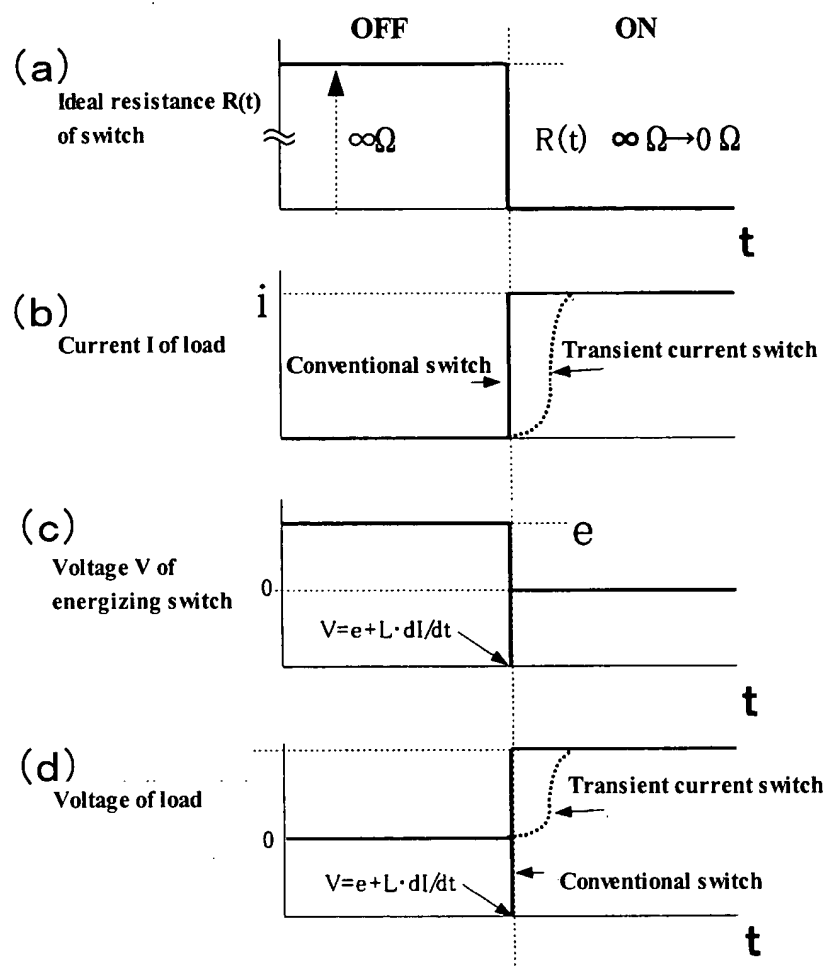 OFF ON
(a)
Ideal resistance R(t)
of switch
∞Ω
R(t) ∞ Ω→0 Ω
t
(b)
i
Current I of load
Conventional switch
Transient current switch
(c)
e
Voltage V of
energizing switch
0
V=e+L·dI/dt
t
(d)
Voltage of load
Transient current switch
0
V=e+L·dI/dt
Conventional switch
t